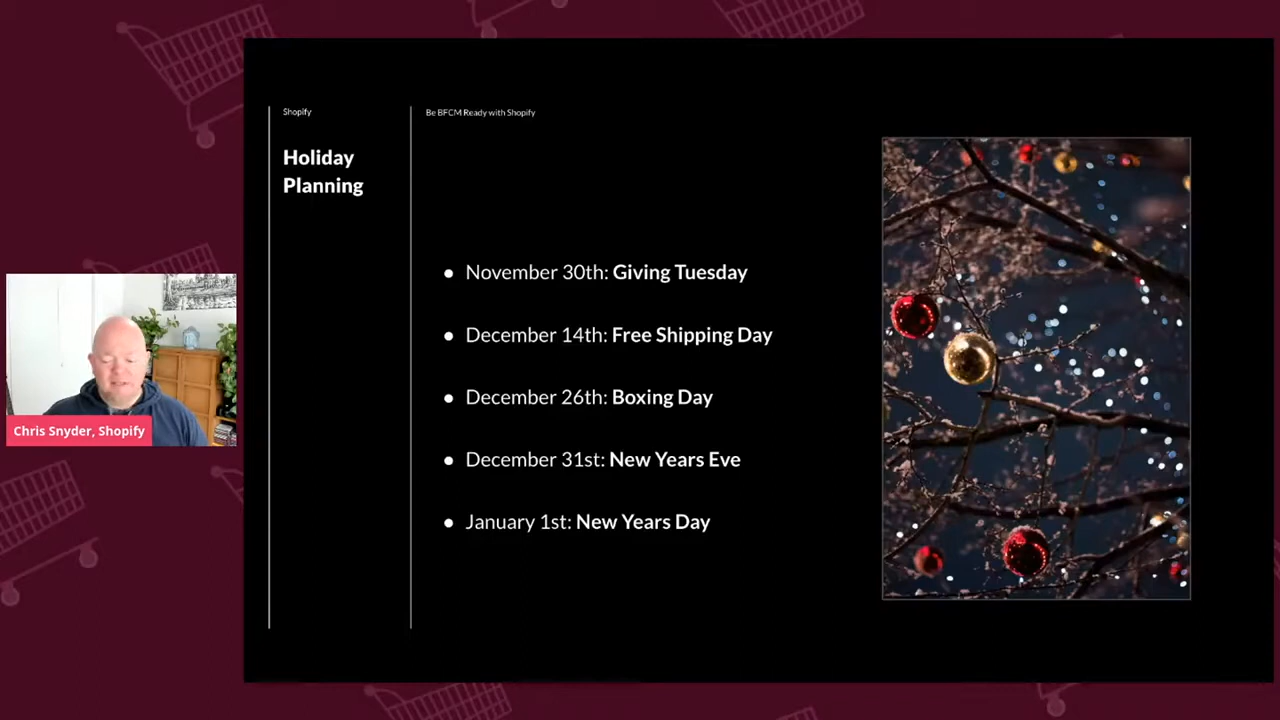 Shopify
Be BFCM Ready with Shopify
Holiday
Planning
● November 30th: Giving Tuesday
● December 14th: Free Shipping Day
● December 26th: Boxing Day
● December 31st: New Years Eve
● January 1st: New Years Day
Chris Snyder, Shopify